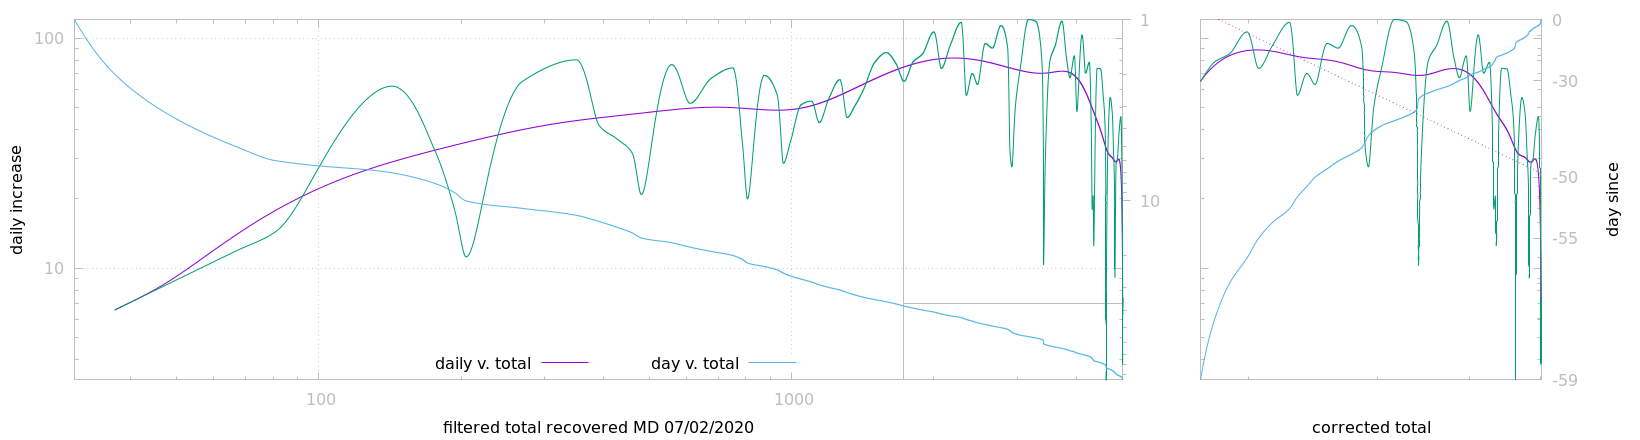 daily increase
100
10
100
1000
1
10
daily v. total
day v. total
filtered total recovered MD 07/02/2020
0
-30
-50
-55
-59
day since
corrected total